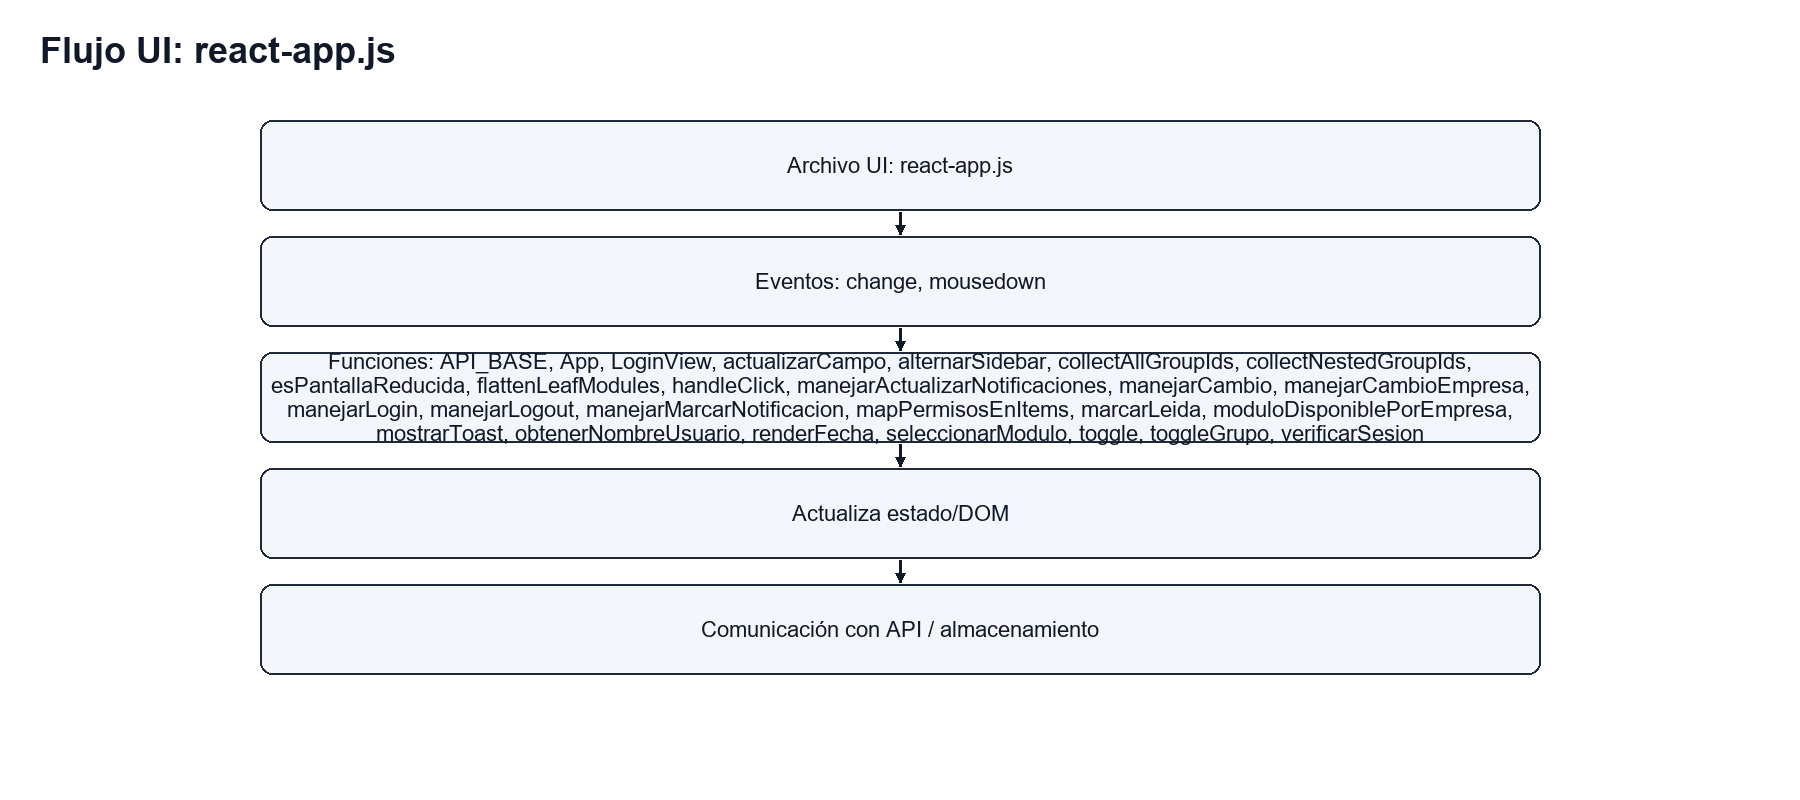 Flujo UI: react-app.js
Archivo UI: react-app.js
Eventos: change, mousedown
Funciones: API_BASE, App, LoginView, actualizarCampo, alternarSidebar, collectAllGroupIds, collectNestedGroupIds,
esPantallaReducida, flattenLeafModules, handleClick, manejarActualizarNotificaciones, manejarCambio, manejarCambioEmpresa,
manejarLogin, manejarLogout, manejarMarcarNotificacion, mapPermisosEnItems, marcarLeida, moduloDisponiblePorEmpresa,
mostrarToast, obtenerNombreUsuario, renderFecha, seleccionarModulo, toggle, toggleGrupo, verificarSesion
Actualiza estado/DOM
Comunicación con API / almacenamiento